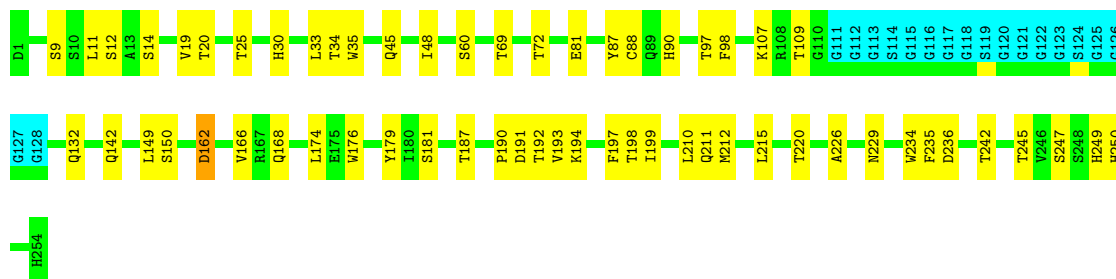 D1 S9 S10 L11 S12 A13 S14 V19 T20 T25 H30 L33 T34 W35 Q45 I48 S60 T69 T72 E81 Y87 C88 Q89 H90 T97 F98 K107 R108 T109 G110 G111 G112 G113 S114 G115 G116 G117 G118 S119 G120 G121 G122 G123 S124 G125 G126
G127 G128 Q132 Q142 L149 S150 D162 V166 R167 Q168 L174 E175 W176 Y179 I180 S181 T187 P190 D191 T192 V193 K194 F197 T198 I199 L210 Q211 M212 L215 T220 A226 N229 W234 F235 D236 T242 T245 V246 S247 S248 H249 H250
H254